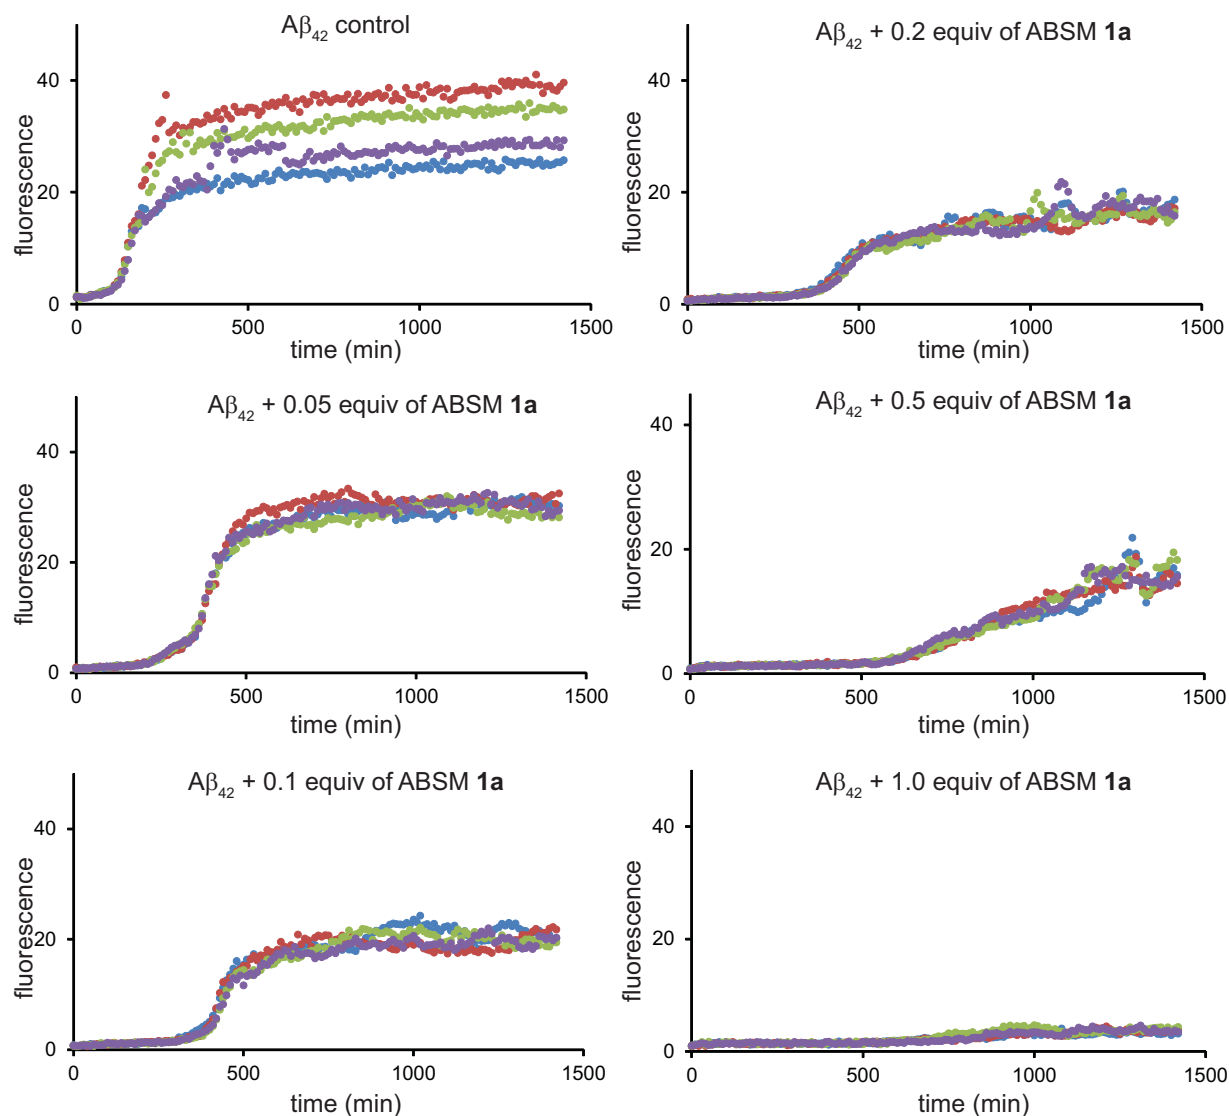 Aβ42 control
40
20
0
fluorescence
0 500 1000 1500
time (min)
Aβ42 + 0.2 equiv of ABSM 1a
40
20
0
fluorescence
0 500 1000 1500
time (min)
Aβ42 + 0.05 equiv of ABSM 1a
40
20
0
fluorescence
0 500 1000 1500
time (min)
Aβ42 + 0.5 equiv of ABSM 1a
40
20
0
fluorescence
0 500 1000 1500
time (min)
Aβ42 + 0.1 equiv of ABSM 1a
40
20
0
fluorescence
0 500 1000 1500
time (min)
Aβ42 + 1.0 equiv of ABSM 1a
40
20
0
fluorescence
0 500 1000 1500
time (min)